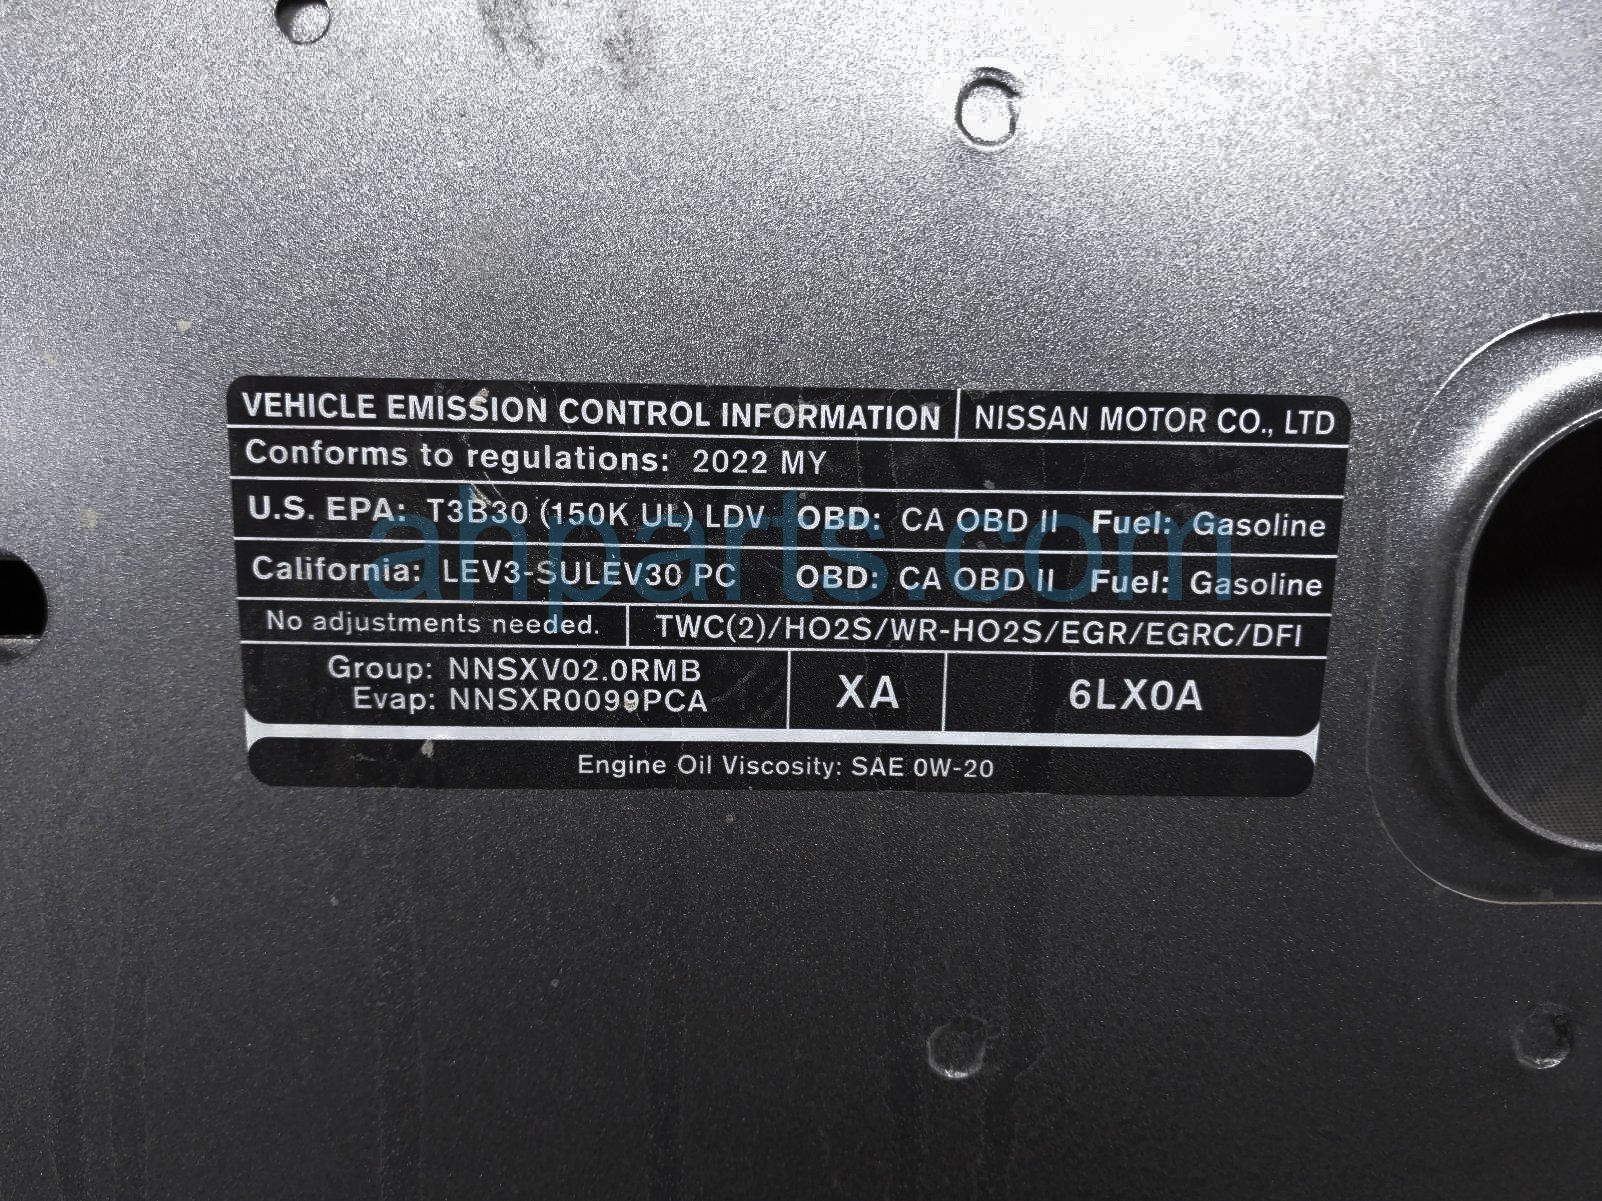 VEHICLE EMISSION CONTROL INFORMATION NISSAN MOTOR CO., LTD
Conforms to regulations: 2022 MY
U.S. EPA: T3B30 (150K UL) LDV OBD: CA OBD II Fuel: Gasoline
California: LEV3-SULEV30 PC OBD: CA OBD II Fuel: Gasoline
ahparts.com
No adjustments needed. TWC(2)/HO2S/WR-HO2S/EGR/EGRC/DFI
Group: NNSXV02.0RMB
Evap: NNSXR0099PCA
XA
6LX0A
Engine Oil Viscosity: SAE 0W-20